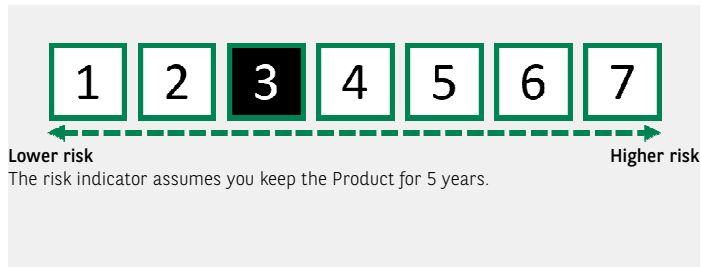 1 2 3 4 5 6 7
Lower risk Higher risk
The risk indicator assumes you keep the Product for 5 years.